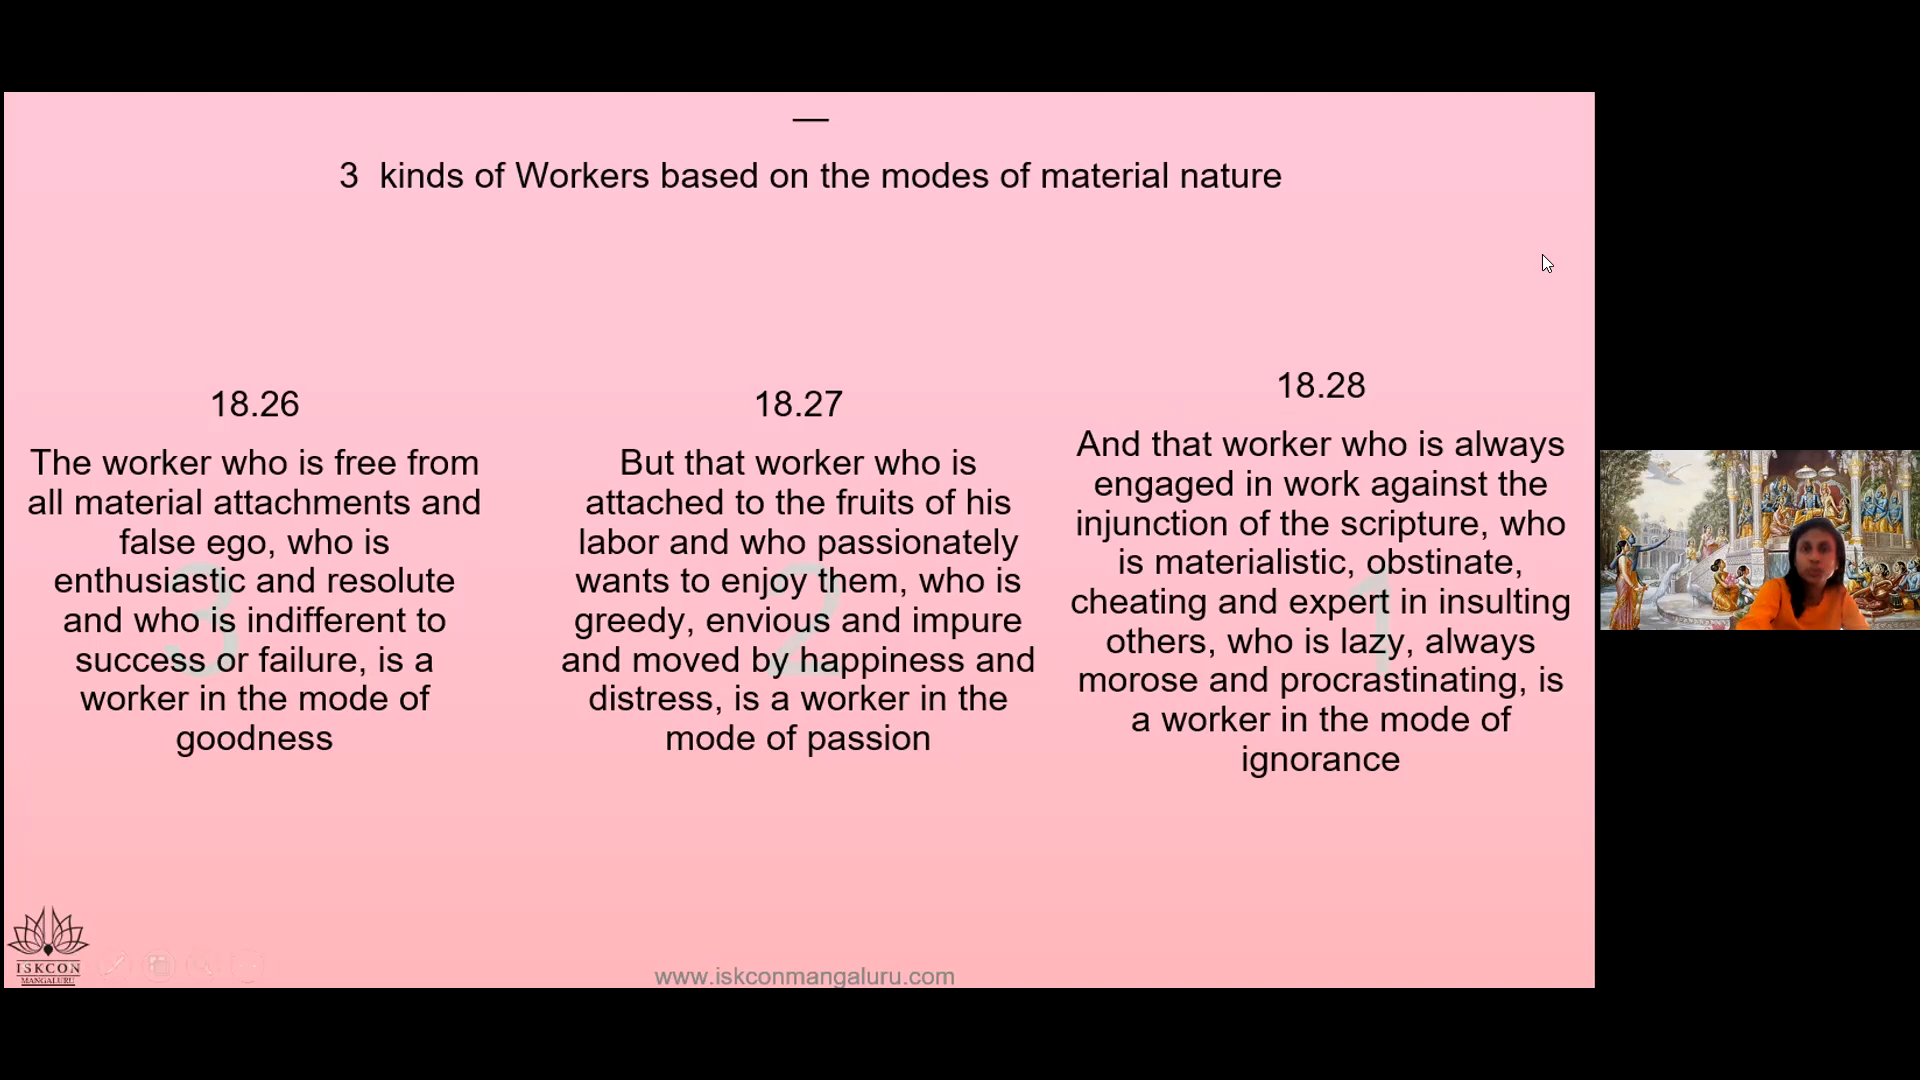 —
3 kinds of Workers based on the modes of material nature
18.26
The worker who is free from
all material attachments and
false ego, who is
enthusiastic and resolute
and who is indifferent to
success or failure, is a
worker in the mode of
goodness
3
18.27
But that worker who is
attached to the fruits of his
labor and who passionately
wants to enjoy them, who is
greedy, envious and impure
and moved by happiness and
distress, is a worker in the
mode of passion
2
18.28
And that worker who is always
engaged in work against the
injunction of the scripture, who
is materialistic, obstinate,
cheating and expert in insulting
others, who is lazy, always
morose and procrastinating, is
a worker in the mode of
ignorance
1
ISKCON
MANGALURU
www.iskconmangaluru.com